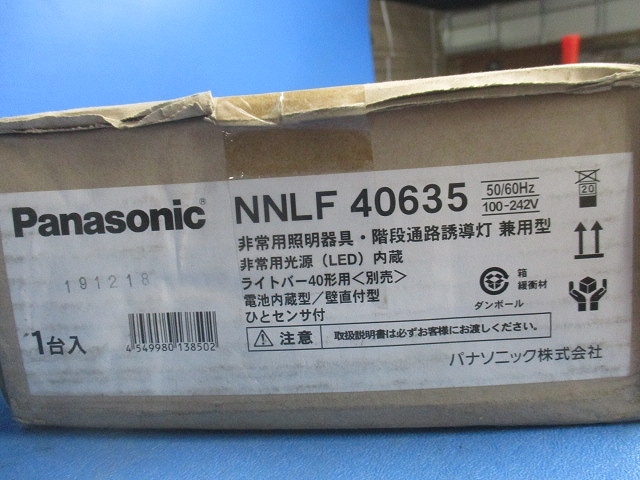 Panasonic®
NNLF 40635
50/60Hz
100-242V
20
非常用照明器具・階段通路誘導灯 兼用型
非常用光源(LED)内蔵
ライトバー40形用<別売>
電池内蔵型/壁直付型
ひとセンサ付
191218
1台入
4 549980 138502
ダンボール
箱
緩衝材
注意
取扱説明書は必ずお客様にお渡しください。
パナソニック株式会社